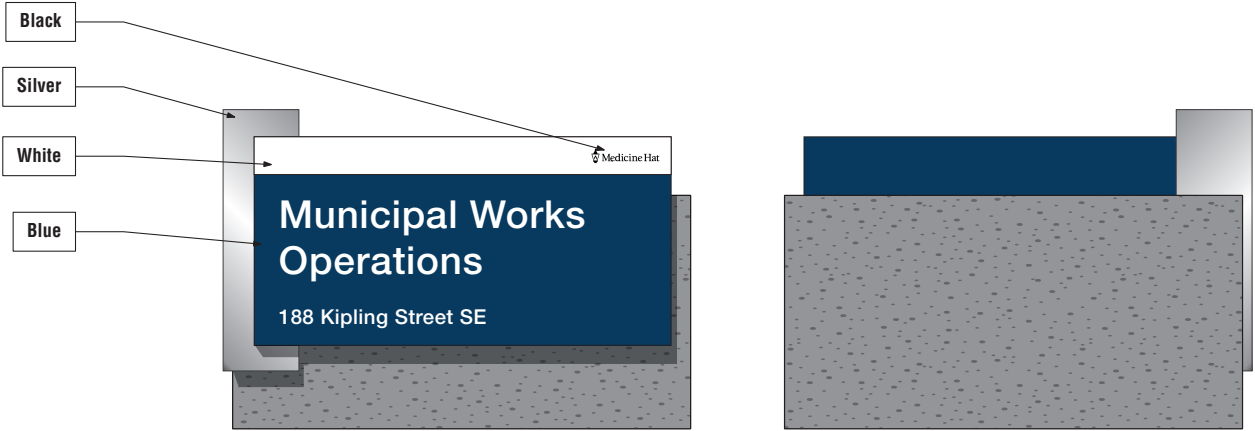 Black
Silver
White
Blue
Medicine Hat
Municipal Works
Operations
188 Kipling Street SE